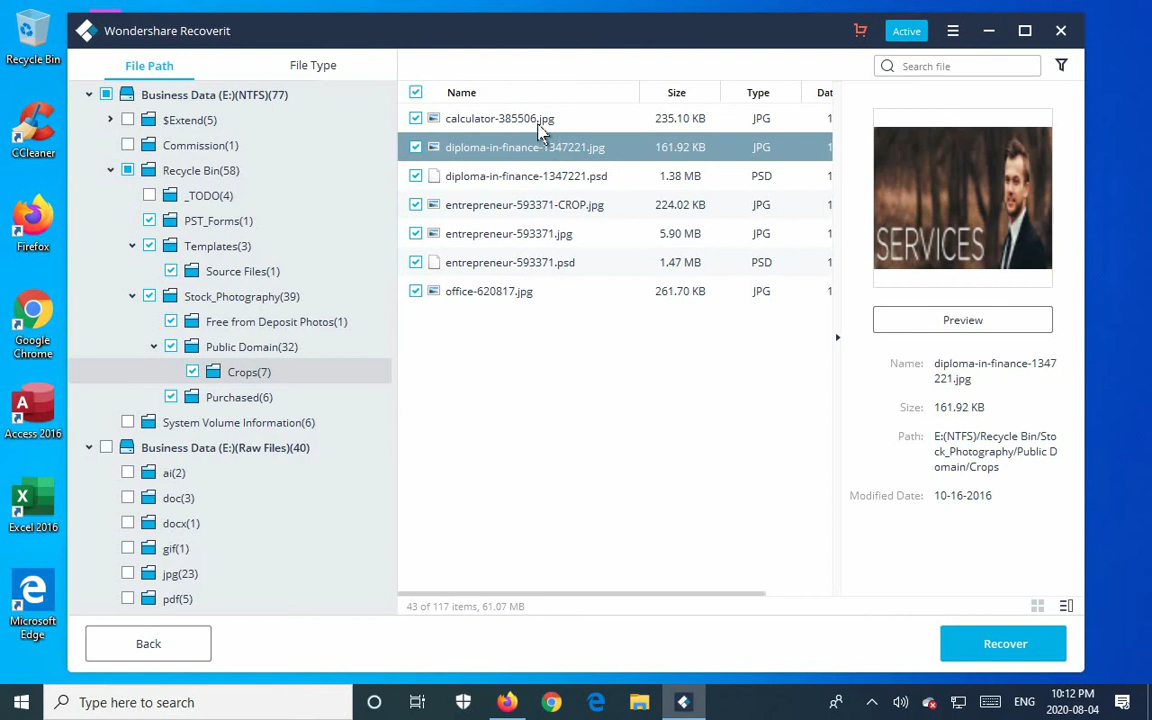 Wondershare Recoverit
Active
Recycle Bin
File Path
File Type
Search file
Business Data (E:)(NTFS)(77)
$Extend(5)
Commission(1)
Recycle Bin(58)
_TODO(4)
PST_Forms(1)
Templates(3)
Source Files(1)
Stock_Photography(39)
Free from Deposit Photos(1)
Public Domain(32)
Crops(7)
Purchased(6)
System Volume Information(6)
Business Data (E:)(Raw Files)(40)
ai(2)
doc(3)
docx(1)
gif(1)
jpg(23)
pdf(5)
Name Size Type Dat
calculator-385506.jpg 235.10 KB JPG 1
diploma-in-finance-1347221.jpg 161.92 KB JPG 1
diploma-in-finance-1347221.psd 1.38 MB PSD 1
entrepreneur-593371-CROP.jpg 224.02 KB JPG 1
entrepreneur-593371.jpg 5.90 MB JPG 1
entrepreneur-593371.psd 1.47 MB PSD 1
office-620817.jpg 261.70 KB JPG 1
43 of 117 items, 61.07 MB
SERVICES
Preview
Name: diploma-in-finance-1347
221.jpg
Size: 161.92 KB
Path: E:(NTFS)/Recycle Bin/Sto
ck_Photography/Public D
omain/Crops
Modified Date: 10-16-2016
Back
Recover
CCleaner
Firefox
Google
Chrome
Access 2016
Excel 2016
Microsoft
Edge
Type here to search
ENG
10:12 PM
2020-08-04